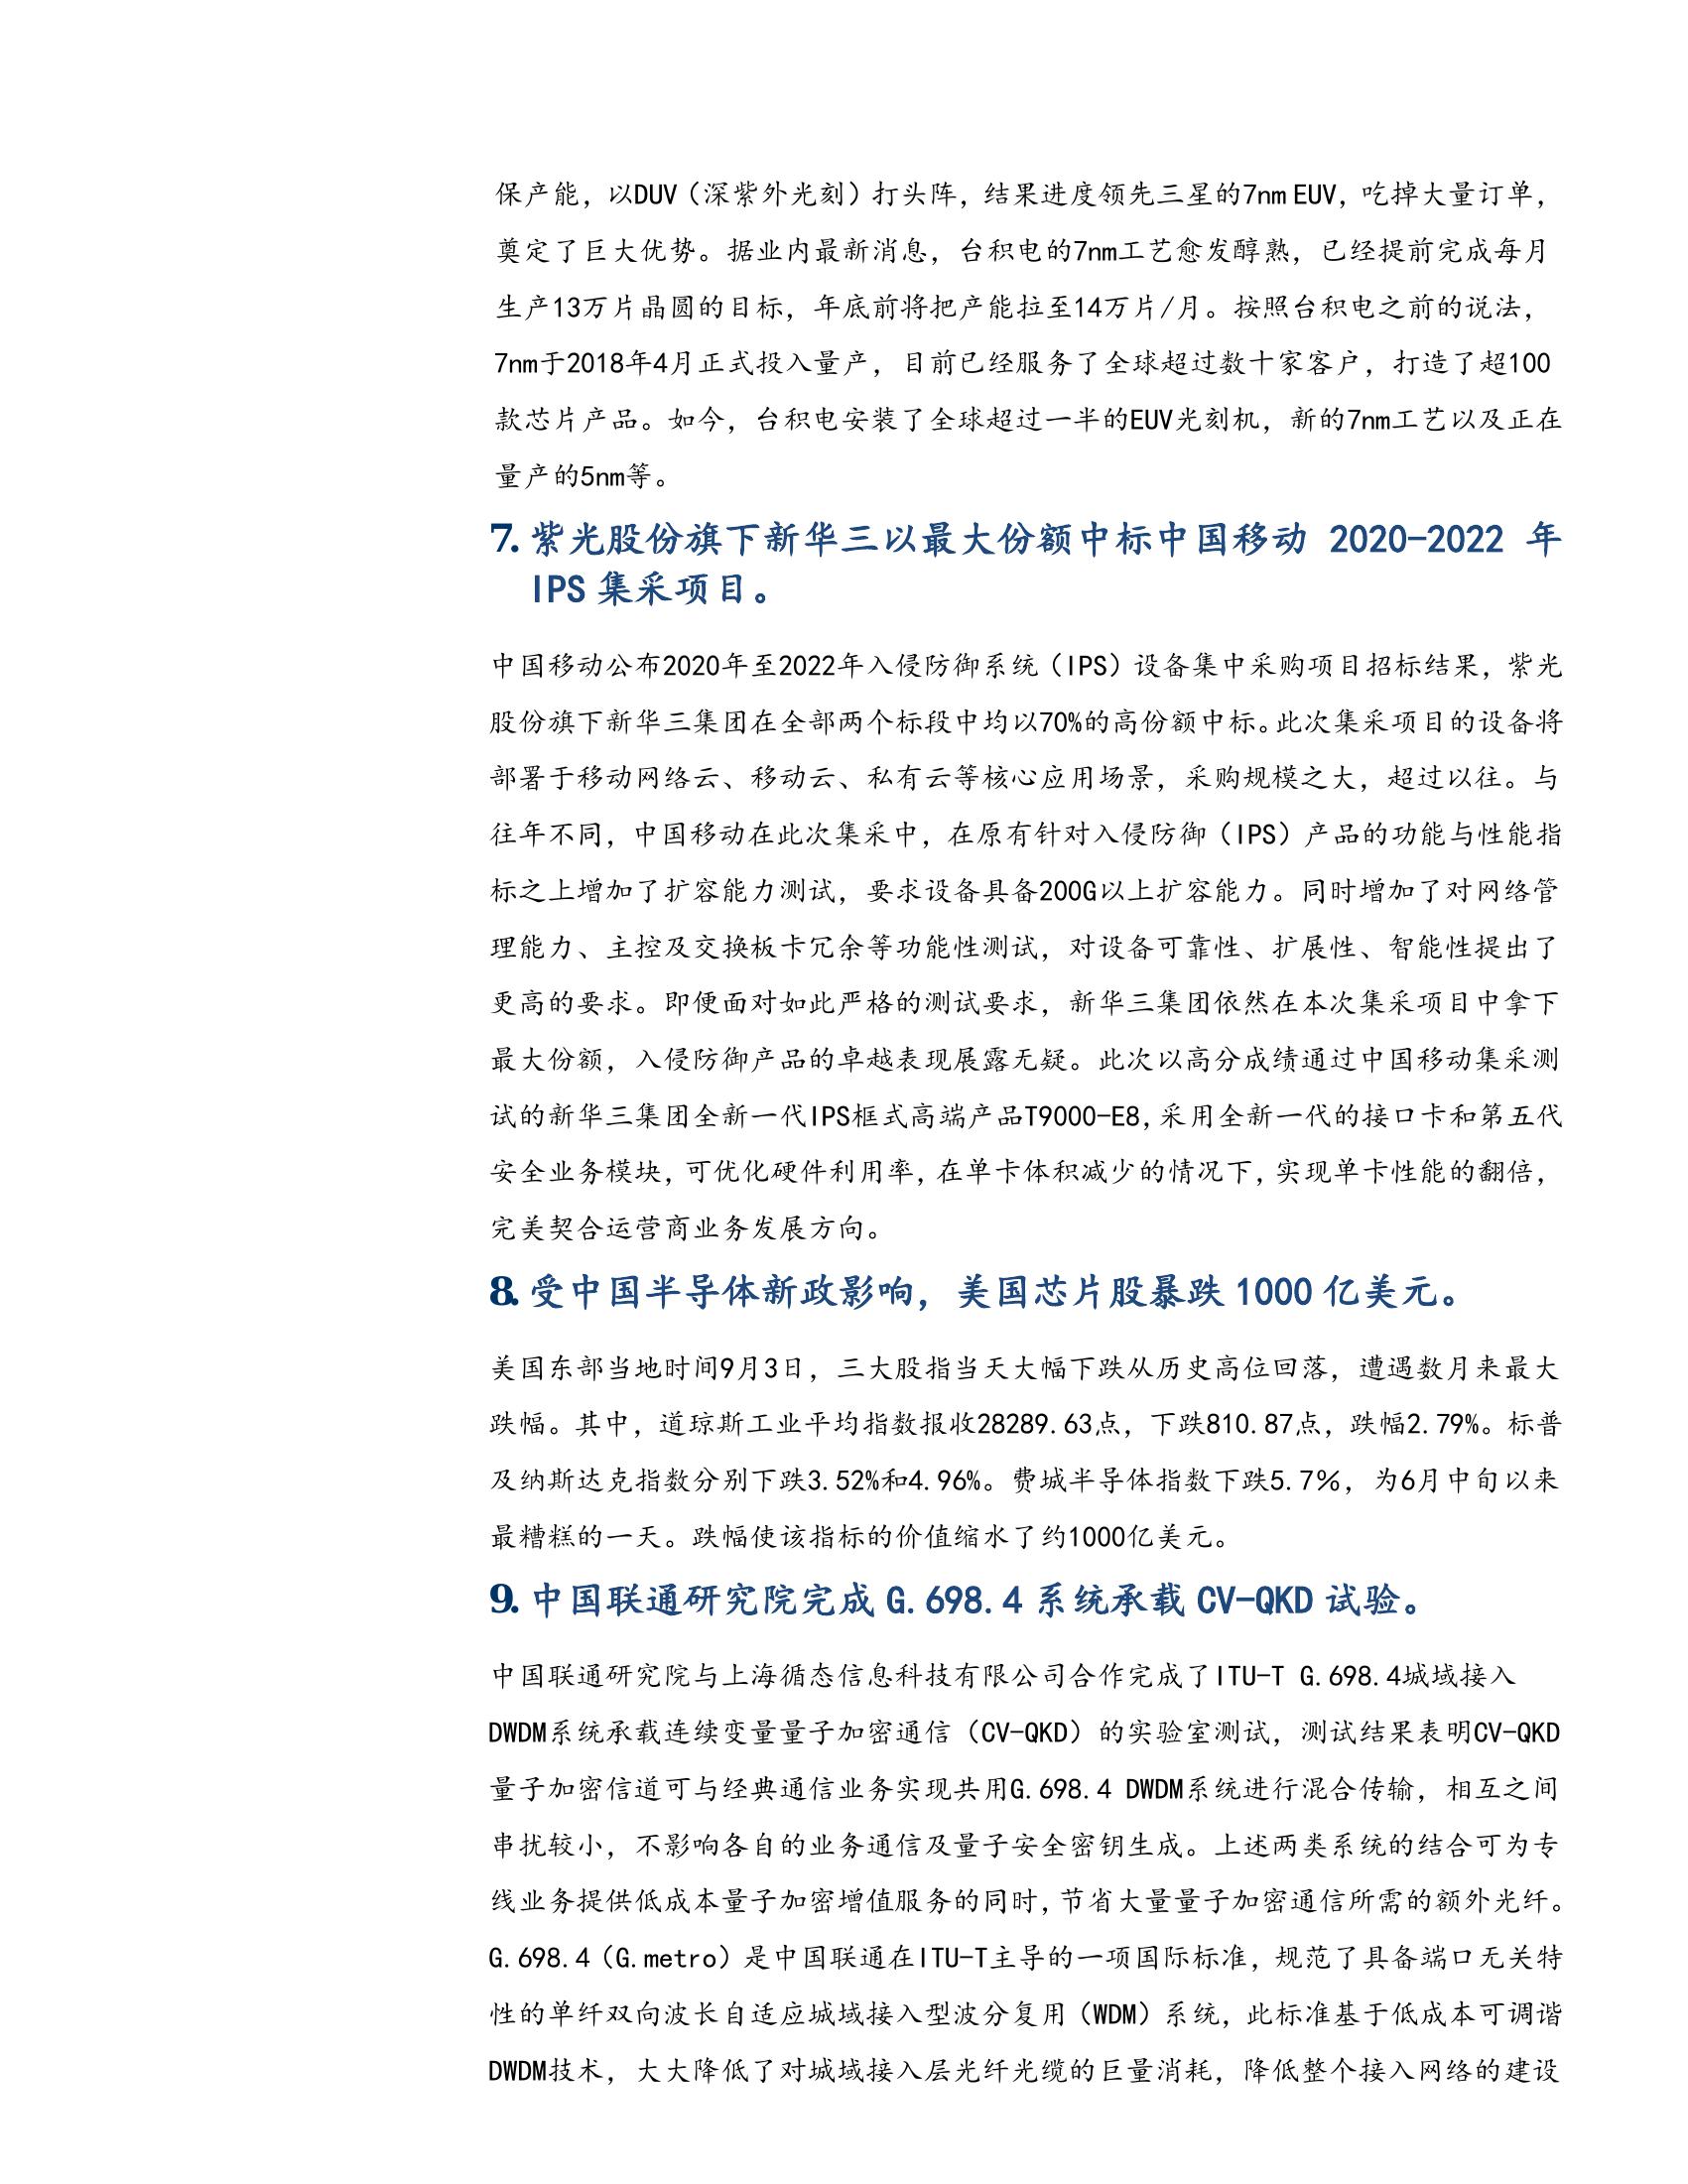 保产能，以DUV（深紫外光刻）打头阵，结果进度领先三星的7nm EUV，吃掉大量订单，
奠定了巨大优势。据业内最新消息，台积电的7nm工艺愈发醇熟，已经提前完成每月
生产13万片晶圆的目标，年底前将把产能拉至14万片/月。按照台积电之前的说法，
7nm于2018年4月正式投入量产，目前已经服务了全球超过数十家客户，打造了超100
款芯片产品。如今，台积电安装了全球超过一半的EUV光刻机，新的7nm工艺以及正在
量产的5nm等。
7. 紫光股份旗下新华三以最大份额中标中国移动 2020-2022 年
IPS 集采项目。
中国移动公布2020年至2022年入侵防御系统（IPS）设备集中采购项目招标结果，紫光
股份旗下新华三集团在全部两个标段中均以70%的高份额中标。此次集采项目的设备将
部署于移动网络云、移动云、私有云等核心应用场景，采购规模之大，超过以往。与
往年不同，中国移动在此次集采中，在原有针对入侵防御（IPS）产品的功能与性能指
标之上增加了扩容能力测试，要求设备具备200G以上扩容能力。同时增加了对网络管
理能力、主控及交换板卡冗余等功能性测试，对设备可靠性、扩展性、智能性提出了
更高的要求。即便面对如此严格的测试要求，新华三集团依然在本次集采项目中拿下
最大份额，入侵防御产品的卓越表现展露无疑。此次以高分成绩通过中国移动集采测
试的新华三集团全新一代IPS框式高端产品T9000-E8，采用全新一代的接口卡和第五代
安全业务模块，可优化硬件利用率，在单卡体积减少的情况下，实现单卡性能的翻倍，
完美契合运营商业务发展方向。
8. 受中国半导体新政影响，美国芯片股暴跌 1000 亿美元。
美国东部当地时间9月3日，三大股指当天大幅下跌从历史高位回落，遭遇数月来最大
跌幅。其中，道琼斯工业平均指数报收28289.63点，下跌810.87点，跌幅2.79%。标普
及纳斯达克指数分别下跌3.52%和4.96%。费城半导体指数下跌5.7%，为6月中旬以来
最糟糕的一天。跌幅使该指标的价值缩水了约1000亿美元。
9. 中国联通研究院完成 G.698.4 系统承载 CV-QKD 试验。
中国联通研究院与上海循态信息科技有限公司合作完成了ITU-T G.698.4城域接入
DWDM系统承载连续变量量子加密通信（CV-QKD）的实验室测试，测试结果表明CV-QKD
量子加密信道可与经典通信业务实现共用G.698.4 DWDM系统进行混合传输，相互之间
串扰较小，不影响各自的业务通信及量子安全密钥生成。上述两类系统的结合可为专
线业务提供低成本量子加密增值服务的同时，节省大量量子加密通信所需的额外光纤。
G.698.4（G.metro）是中国联通在ITU-T主导的一项国际标准，规范了具备端口无关特
性的单纤双向波长自适应城域接入型波分复用（WDM）系统，此标准基于低成本可调谐
DWDM技术，大大降低了对城域接入层光纤光缆的巨量消耗，降低整个接入网络的建设